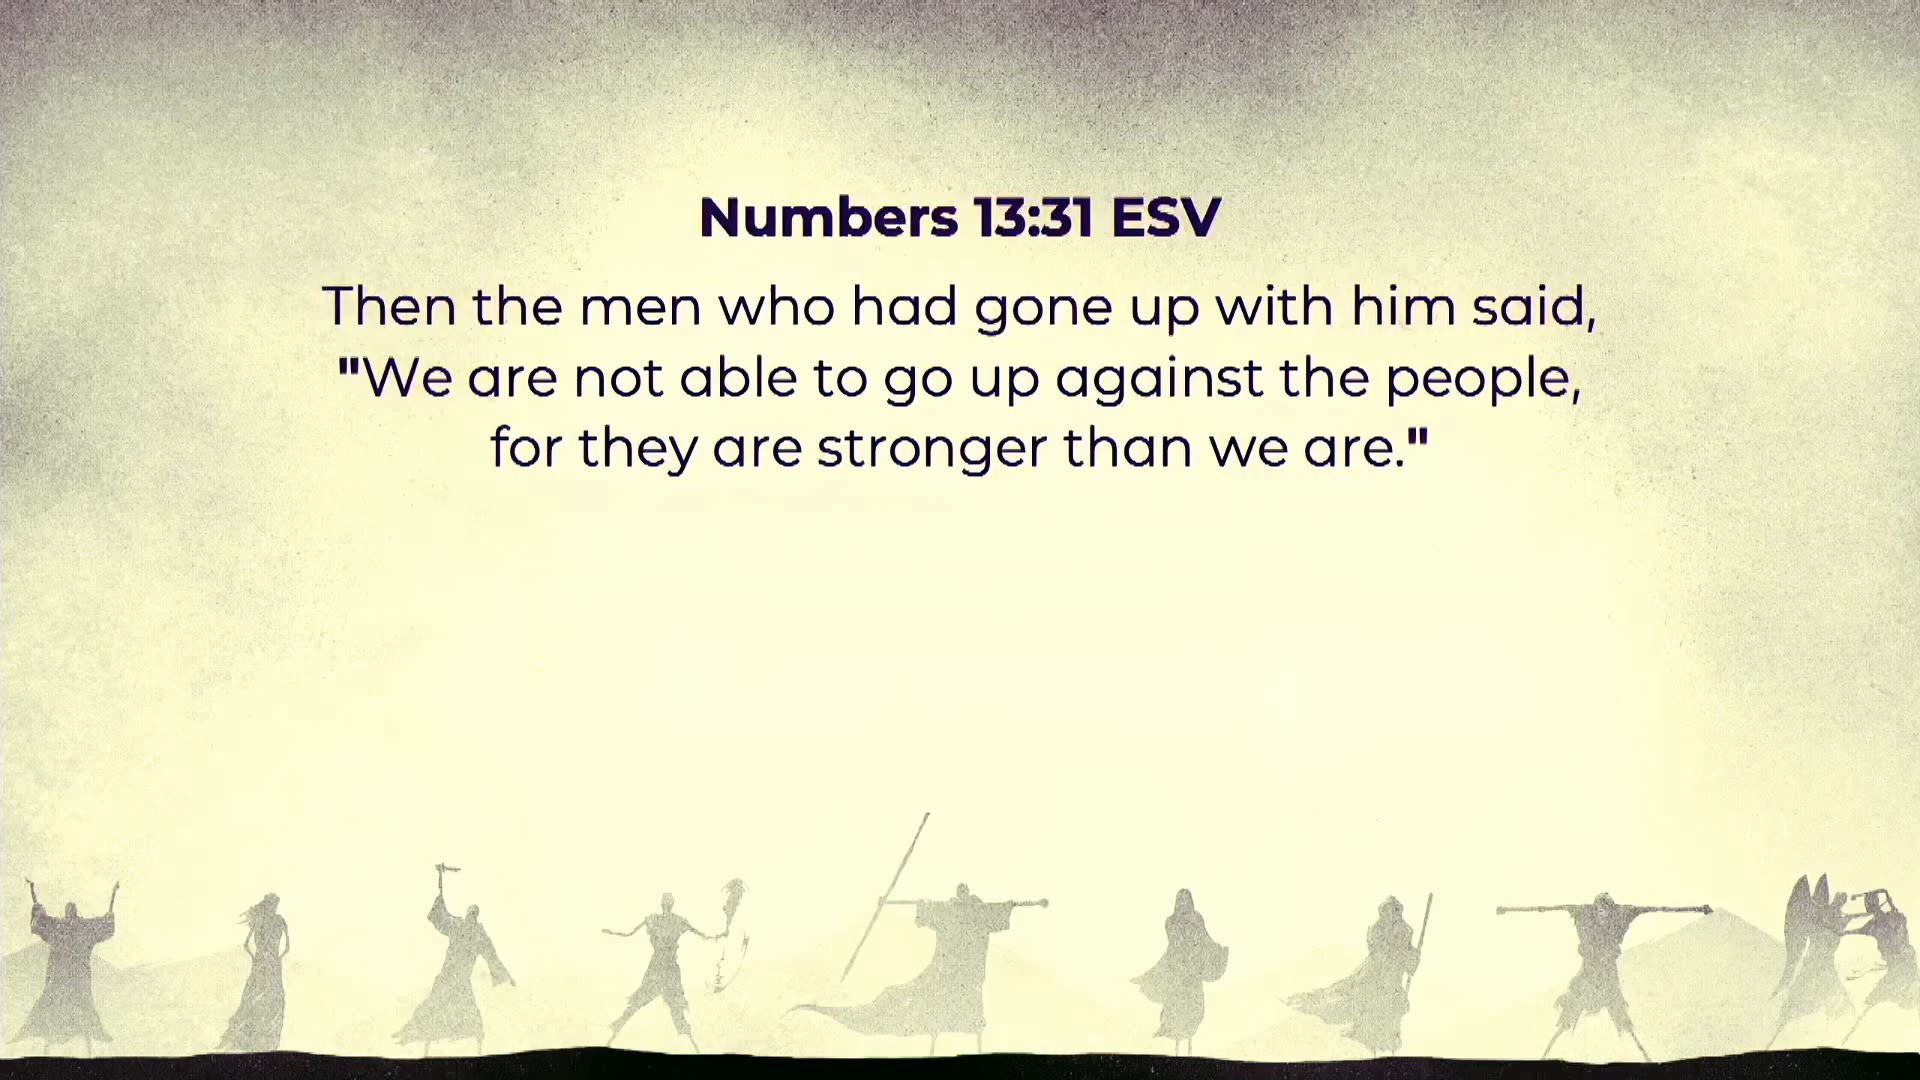 Numbers 13:31 ESV
Then the men who had gone up with him said,
"We are not able to go up against the people,
for they are stronger than we are."